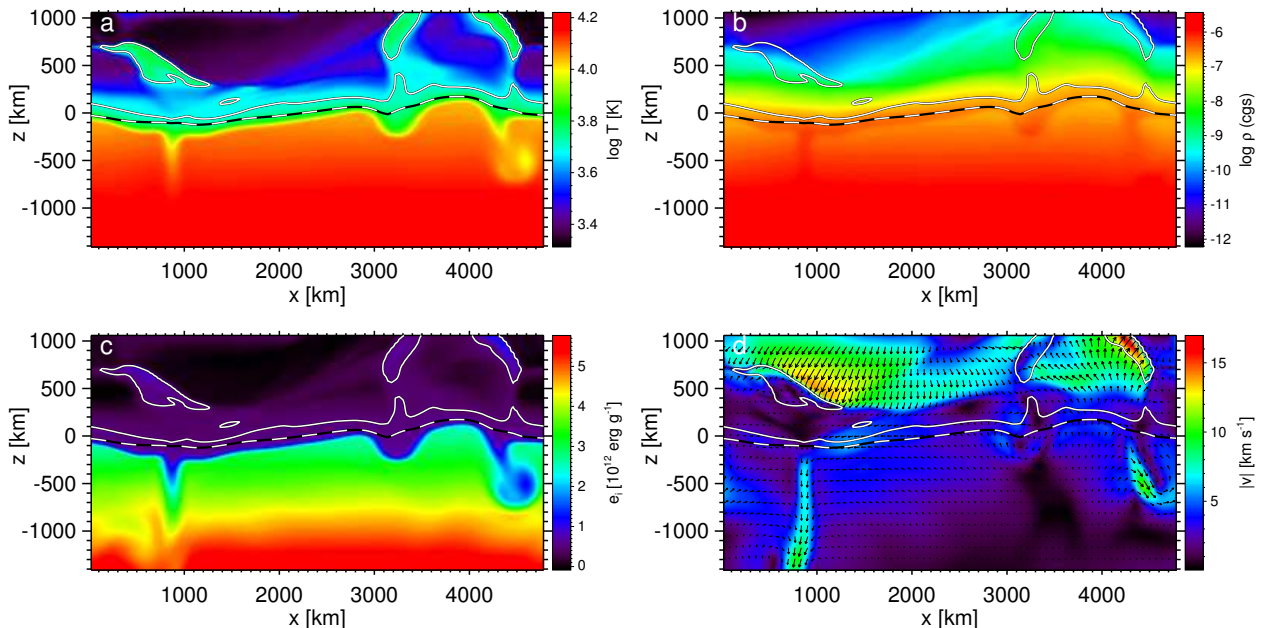 a
1000
500
0
-500
-1000
z [km]
1000 2000 3000 4000
x [km]
4.2
4.0
3.8
3.6
3.4
log T [K]
b
1000
500
0
-500
-1000
z [km]
1000 2000 3000 4000
x [km]
-6
-7
-8
-9
-10
-11
-12
log ρ (cgs)
c
1000
500
0
-500
-1000
z [km]
1000 2000 3000 4000
x [km]
5
4
3
2
1
0
eᵢ [10¹² erg g⁻¹]
d
1000
500
0
-500
-1000
z [km]
1000 2000 3000 4000
x [km]
15
10
5
|v| [km s⁻¹]